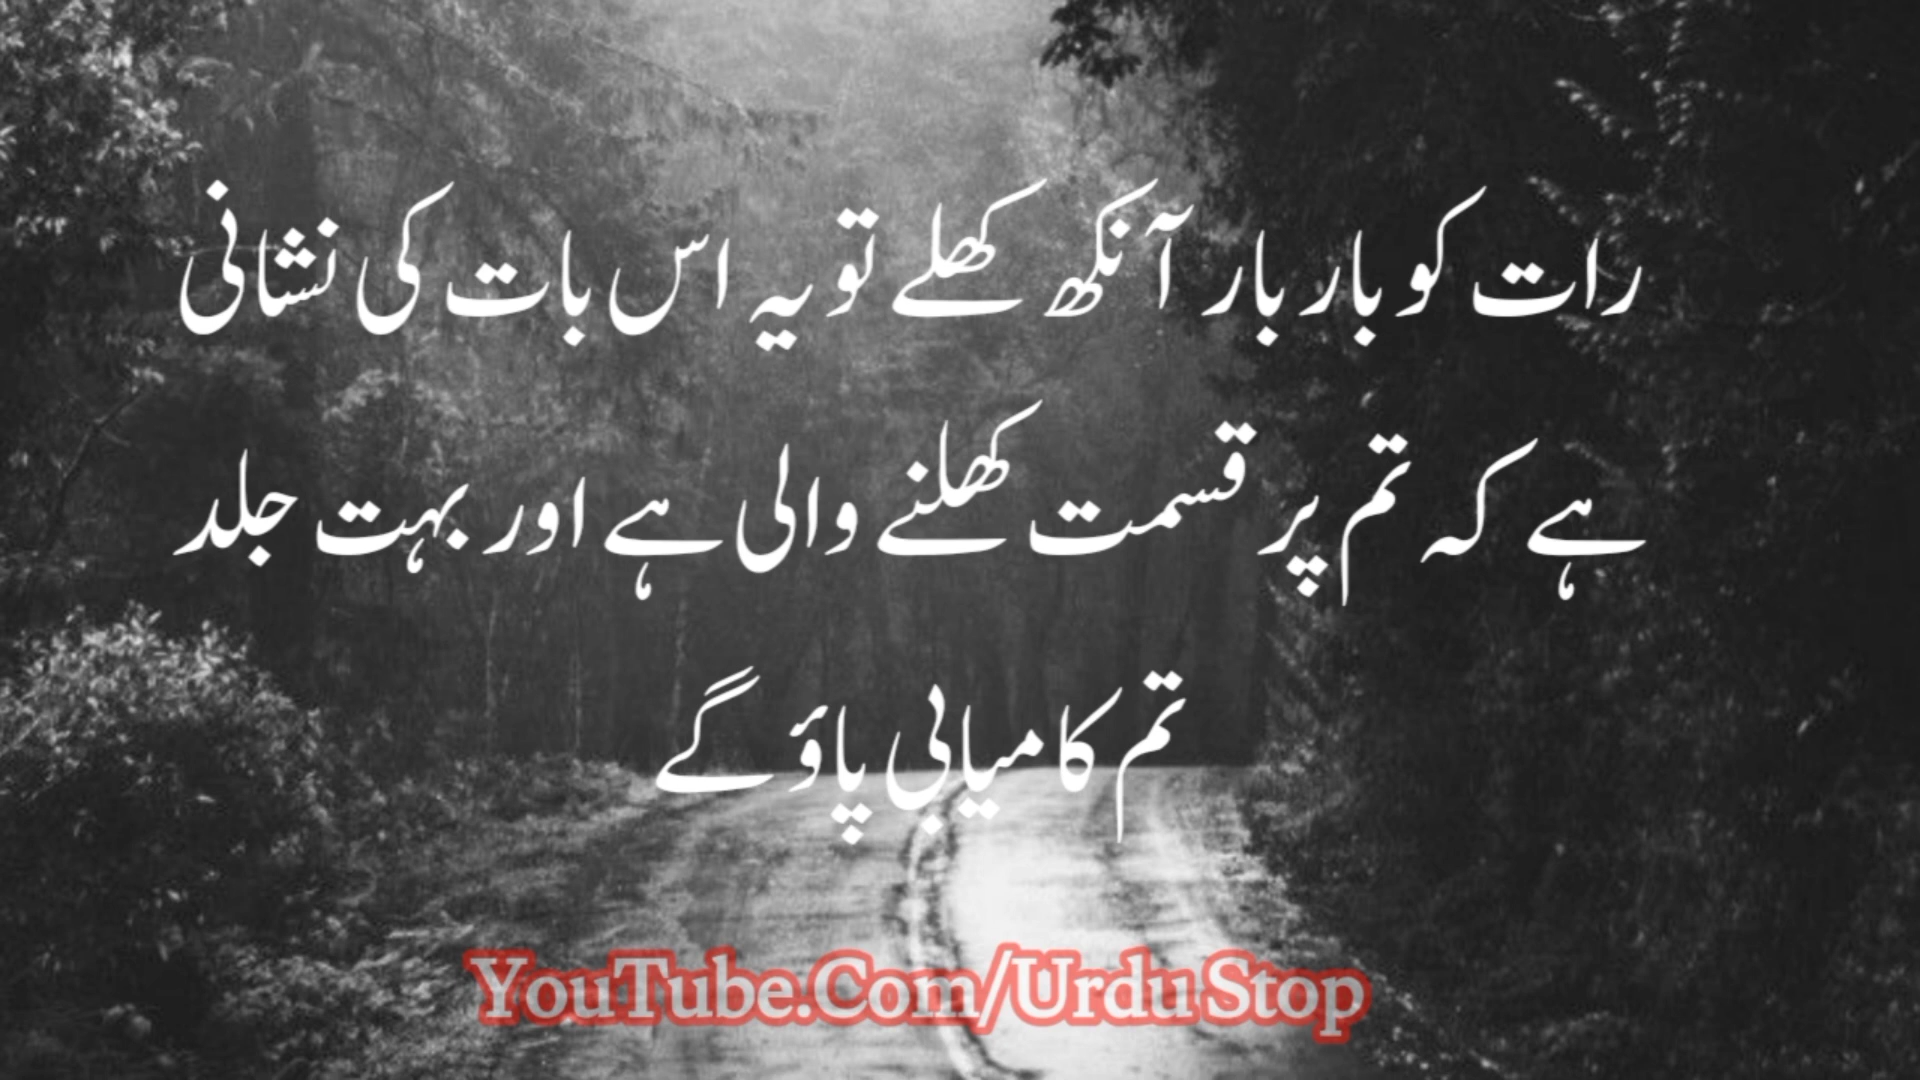 رات کو بار بار آنکھ کھلے تو یہ اس بات کی نشانی
ہے کہ تم پر قسمت کھلنے والی ہے اور بہت جلد
تم کامیابی پاؤ گے
YouTube.Com/Urdu Stop